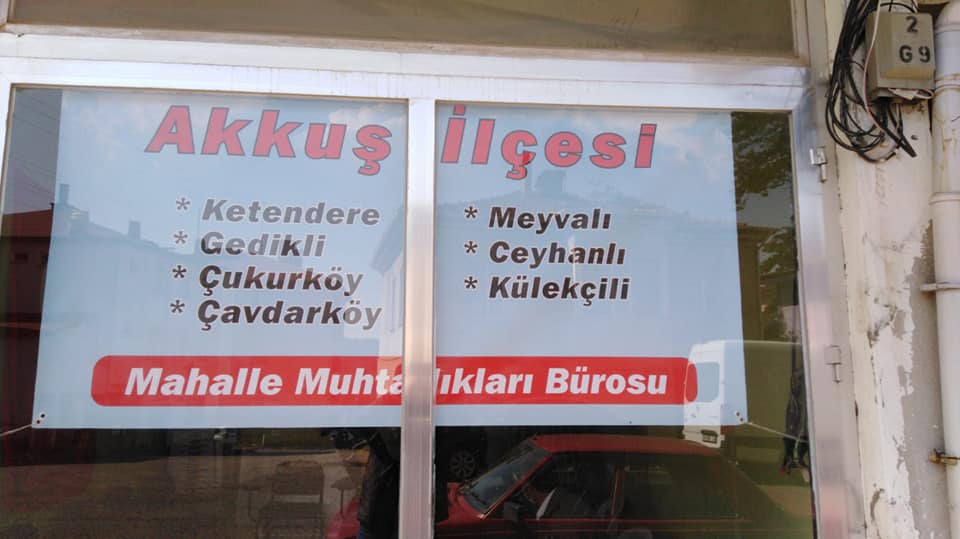 Akkuş İlçesi
* Ketendere
* Gedikli
* Çukurköy
* Çavdarköy
* Meyvalı
* Ceyhanlı
* Külekçili
Mahalle Muhtarlıkları Bürosu
2
G9